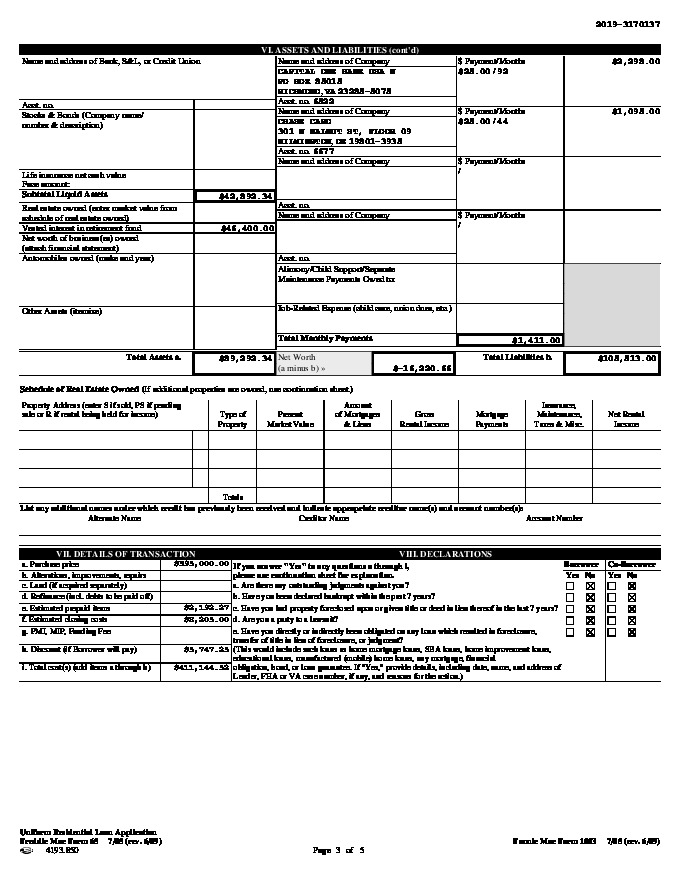 2019-3170137
VI. ASSETS AND LIABILITIES (cont'd)
Name and address of Bank, S&L, or Credit Union
Name and address of Company
$ Payment/Months
$2,298.00
CAPITAL ONE BANK USA N
$25.00/92
PO BOX 85015
RICHMOND, VA 23285-5075
Acct. no.
Acct. no. 6822
Stocks & Bonds (Company name/
number & description)
Name and address of Company
$ Payment/Months
$1,098.00
CHASE CARD
$25.00/44
301 N WALNUT ST, FLOOR 09
WILMINGTON, DE 19801-3935
Acct. no. 6677
Name and address of Company
$ Payment/Months
/
Life insurance net cash value
Face amount:
Subtotal Liquid Assets
$42,892.34
Acct. no.
Real estate owned (enter market value from
schedule of real estate owned)
Name and address of Company
$ Payment/Months
/
Vested interest in retirement fund
$46,400.00
Net worth of business(es) owned
(attach financial statement)
Automobiles owned (make and year)
Acct. no.
Alimony/Child Support/Separate
Maintenance Payments Owed to:
Other Assets (itemize)
Job-Related Expense (child care, union dues, etc.)
Total Monthly Payments
$1,411.00
Total Assets a.
$89,292.34
Net Worth
(a minus b) »
$-16,220.66
Total Liabilities b.
$105,513.00
Schedule of Real Estate Owned (If additional properties are owned, use continuation sheet.)
Property Address (enter S if sold, PS if pending
sale or R if rental being held for income)
Type of
Property
Present
Market Value
Amount
of Mortgages
& Liens
Gross
Rental Income
Mortgage
Payments
Insurance,
Maintenance,
Taxes & Misc.
Net Rental
Income
Totals
List any additional names under which credit has previously been received and indicate appropriate creditor name(s) and account number(s):
Alternate Name
Creditor Name
Account Number
VII. DETAILS OF TRANSACTION
VIII. DECLARATIONS
a. Purchase price
$395,000.00
b. Alterations, improvements, repairs
c. Land (if acquired separately)
d. Refinance (incl. debts to be paid off)
e. Estimated prepaid items
$2,192.27
f. Estimated closing costs
$8,205.00
g. PMI, MIP, Funding Fee
h. Discount (if Borrower will pay)
$5,747.25
i. Total cost(s) (add items a through h)
$411,144.52
If you answer "Yes" to any questions a through i,
please use continuation sheet for explanation.
Borrower
Co-Borrower
Yes No
Yes No
a. Are there any outstanding judgments against you?
b. Have you been declared bankrupt within the past 7 years?
c. Have you had property foreclosed upon or given title or deed in lieu thereof in the last 7 years?
d. Are you a party to a lawsuit?
e. Have you directly or indirectly been obligated on any loan which resulted in foreclosure,
transfer of title in lieu of foreclosure, or judgment?
(This would include such loans as home mortgage loans, SBA loans, home improvement loans,
educational loans, manufactured (mobile) home loans, any mortgage, financial
obligation, bond, or loan guarantee. If "Yes," provide details, including date, name, and address of
Lender, FHA or VA case number, if any, and reasons for the action.)
Uniform Residential Loan Application
Freddie Mac Form 65 7/05 (rev. 6/09)
4193.850
Page 3 of 5
Fannie Mae Form 1003 7/05 (rev. 6/09)